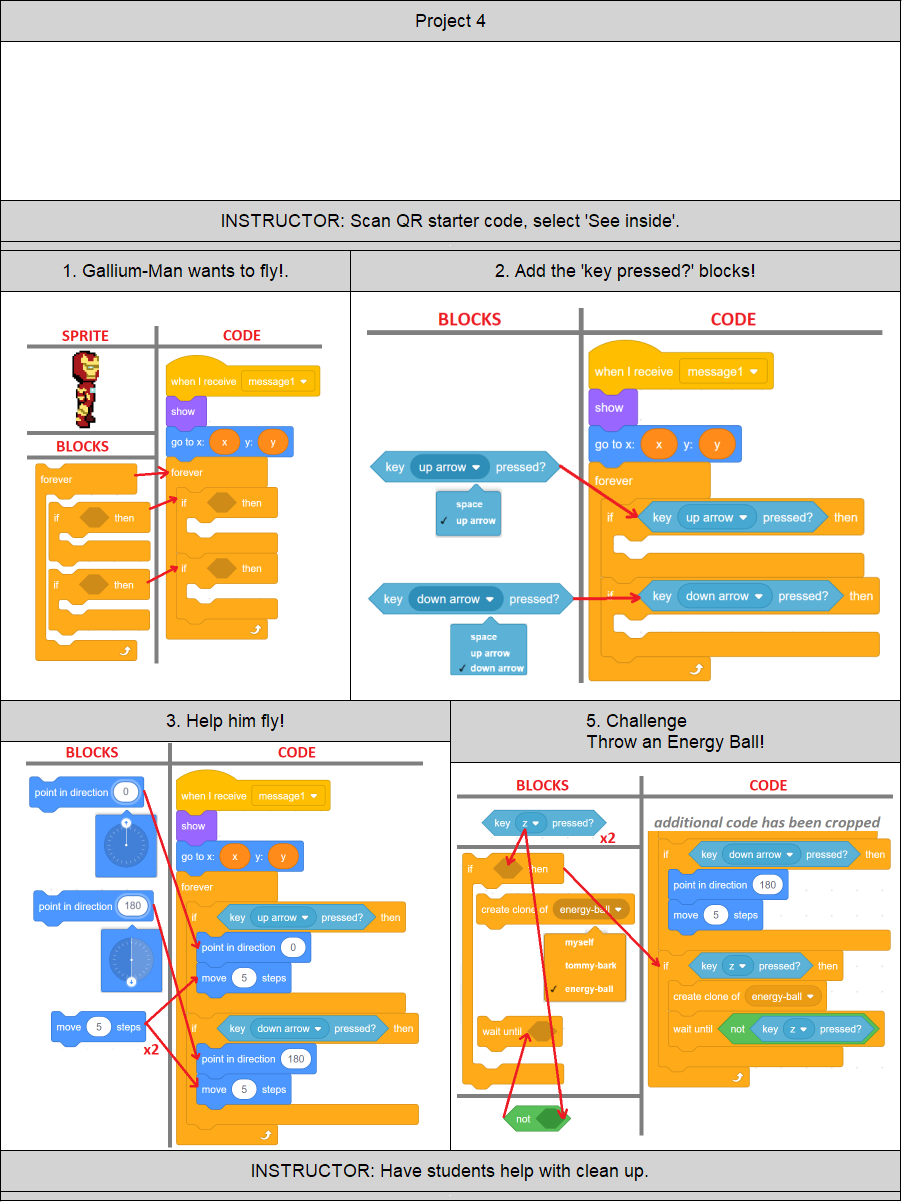 Project 4
INSTRUCTOR: Scan QR starter code, select 'See inside'.
1. Gallium-Man wants to fly!.
SPRITE
CODE
when I receive message1
show
go to x: x y: y
BLOCKS
forever
forever
if then
if then
if then
if then
2. Add the 'key pressed?' blocks!
BLOCKS
CODE
when I receive message1
show
go to x: x y: y
key up arrow pressed?
forever
space
✓ up arrow
if key up arrow pressed? then
key down arrow pressed?
if key down arrow pressed? then
space
up arrow
✓ down arrow
3. Help him fly!
BLOCKS
CODE
point in direction 0
when I receive message1
show
go to x: x y: y
forever
point in direction 180
if key up arrow pressed? then
point in direction 0
move 5 steps
move 5 steps
x2
if key down arrow pressed? then
point in direction 180
move 5 steps
5. Challenge
Throw an Energy Ball!
BLOCKS
CODE
key z pressed?
x2
if then
create clone of energy-ball
myself
tommy-bark
✓ energy-ball
wait until
not
additional code has been cropped
if key down arrow pressed? then
point in direction 180
move 5 steps
if key z pressed? then
create clone of energy-ball
wait until not key z pressed?
INSTRUCTOR: Have students help with clean up.